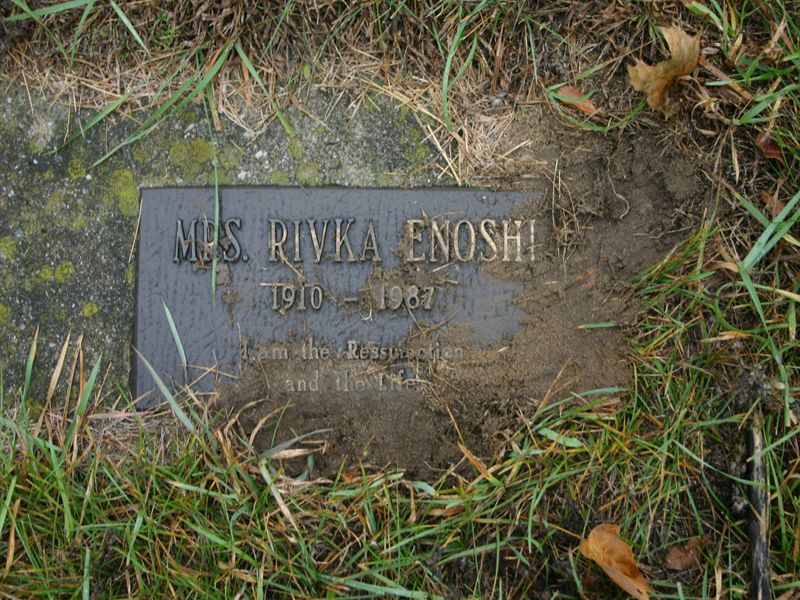 MRS. RIVKA ENOSHI
1910 - 1987
I am the Ressurection
and the Life